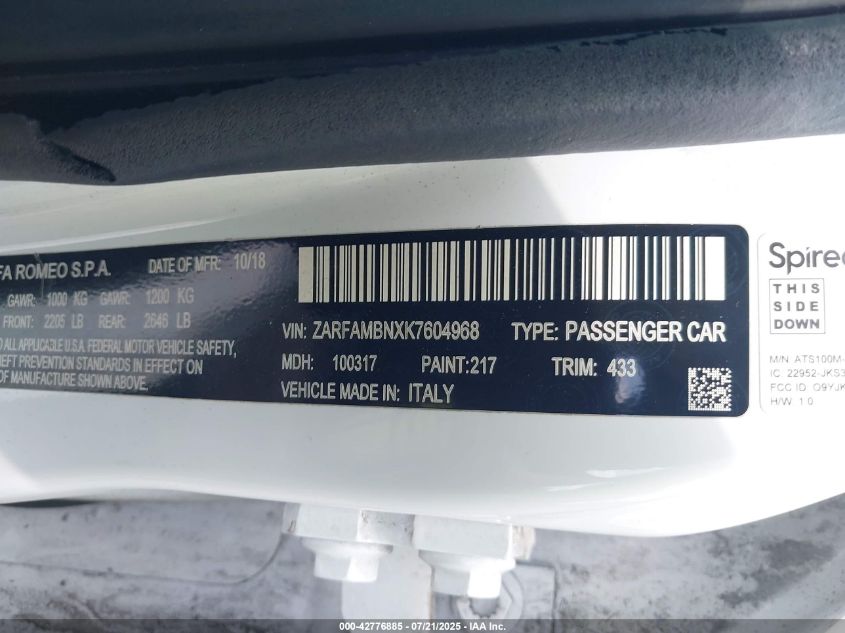 FA ROMEO S.P.A. DATE OF MFR: 10/18
GAWR: 1000 KG GAWR: 1200 KG
FRONT: 2205 LB REAR: 2646 LB
ALL APPLICABLE U.S.A. FEDERAL MOTOR VEHICLE SAFETY,
THEFT PREVENTION STANDARDS IN EFFECT ON
OF MANUFACTURE SHOWN ABOVE.
VIN: ZARFAMBNXK7604968 TYPE: PASSENGER CAR
MDH: 100317 PAINT:217 TRIM: 433
VEHICLE MADE IN: ITALY
Spireo
THIS
SIDE
DOWN
M/N: ATS100M-
IC: 22952-JKS3
FCC ID: O9YJK
H/W: 1.0
000-42776885 - 07/21/2025 - IAA Inc.